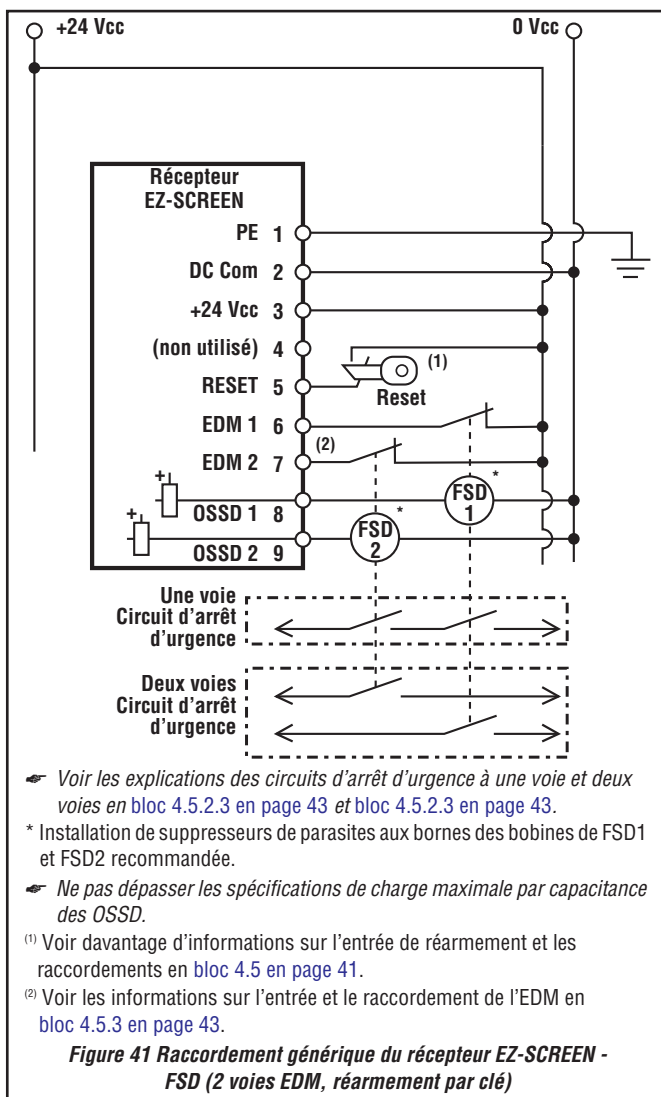 +24 Vcc
0 Vcc
Récepteur
EZ-SCREEN
PE 1
DC Com 2
+24 Vcc 3
(non utilisé) 4
RESET 5
(1)
Reset
EDM 1 6
EDM 2 7
(2)
+
OSSD 1 8
FSD
1
*
+
OSSD 2 9
FSD
2
*
Une voie
Circuit d’arrêt
d’urgence
Deux voies
Circuit d’arrêt
d’urgence
☛ Voir les explications des circuits d’arrêt d’urgence à une voie et deux
voies en bloc 4.5.2.3 en page 43 et bloc 4.5.2.3 en page 43.
* Installation de suppresseurs de parasites aux bornes des bobines de FSD1
et FSD2 recommandée.
☛ Ne pas dépasser les spécifications de charge maximale par capacitance
des OSSD.
(1) Voir davantage d’informations sur l’entrée de réarmement et les
raccordements en bloc 4.5 en page 41.
(2) Voir les informations sur l’entrée et le raccordement de l’EDM en
bloc 4.5.3 en page 43.
Figure 41 Raccordement générique du récepteur EZ-SCREEN -
FSD (2 voies EDM, réarmement par clé)